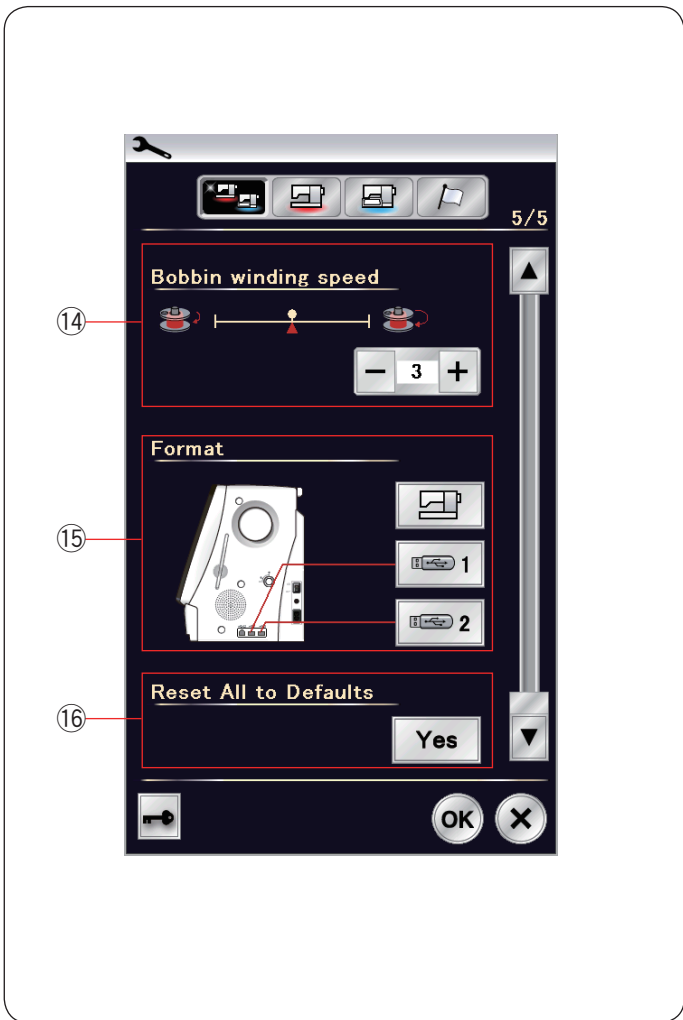 5/5
⑭
Bobbin winding speed
− 3 +
⑮
Format
1
2
⑯
Reset All to Defaults
Yes
OK